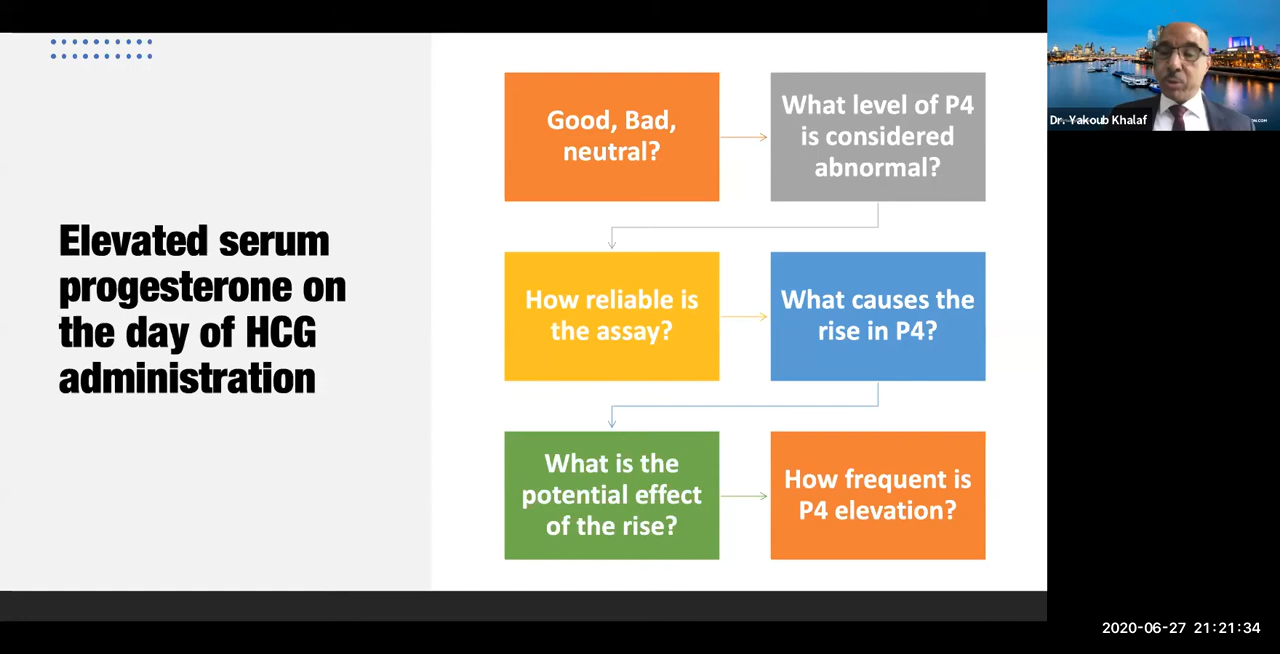 Elevated serum
progesterone on
the day of HCG
administration
Good, Bad,
neutral?
What level of P4
is considered
abnormal?
How reliable is
the assay?
What causes the
rise in P4?
What is the
potential effect
of the rise?
How frequent is
P4 elevation?
Dr. Yakoub Khalaf
2020-06-27 21:21:34